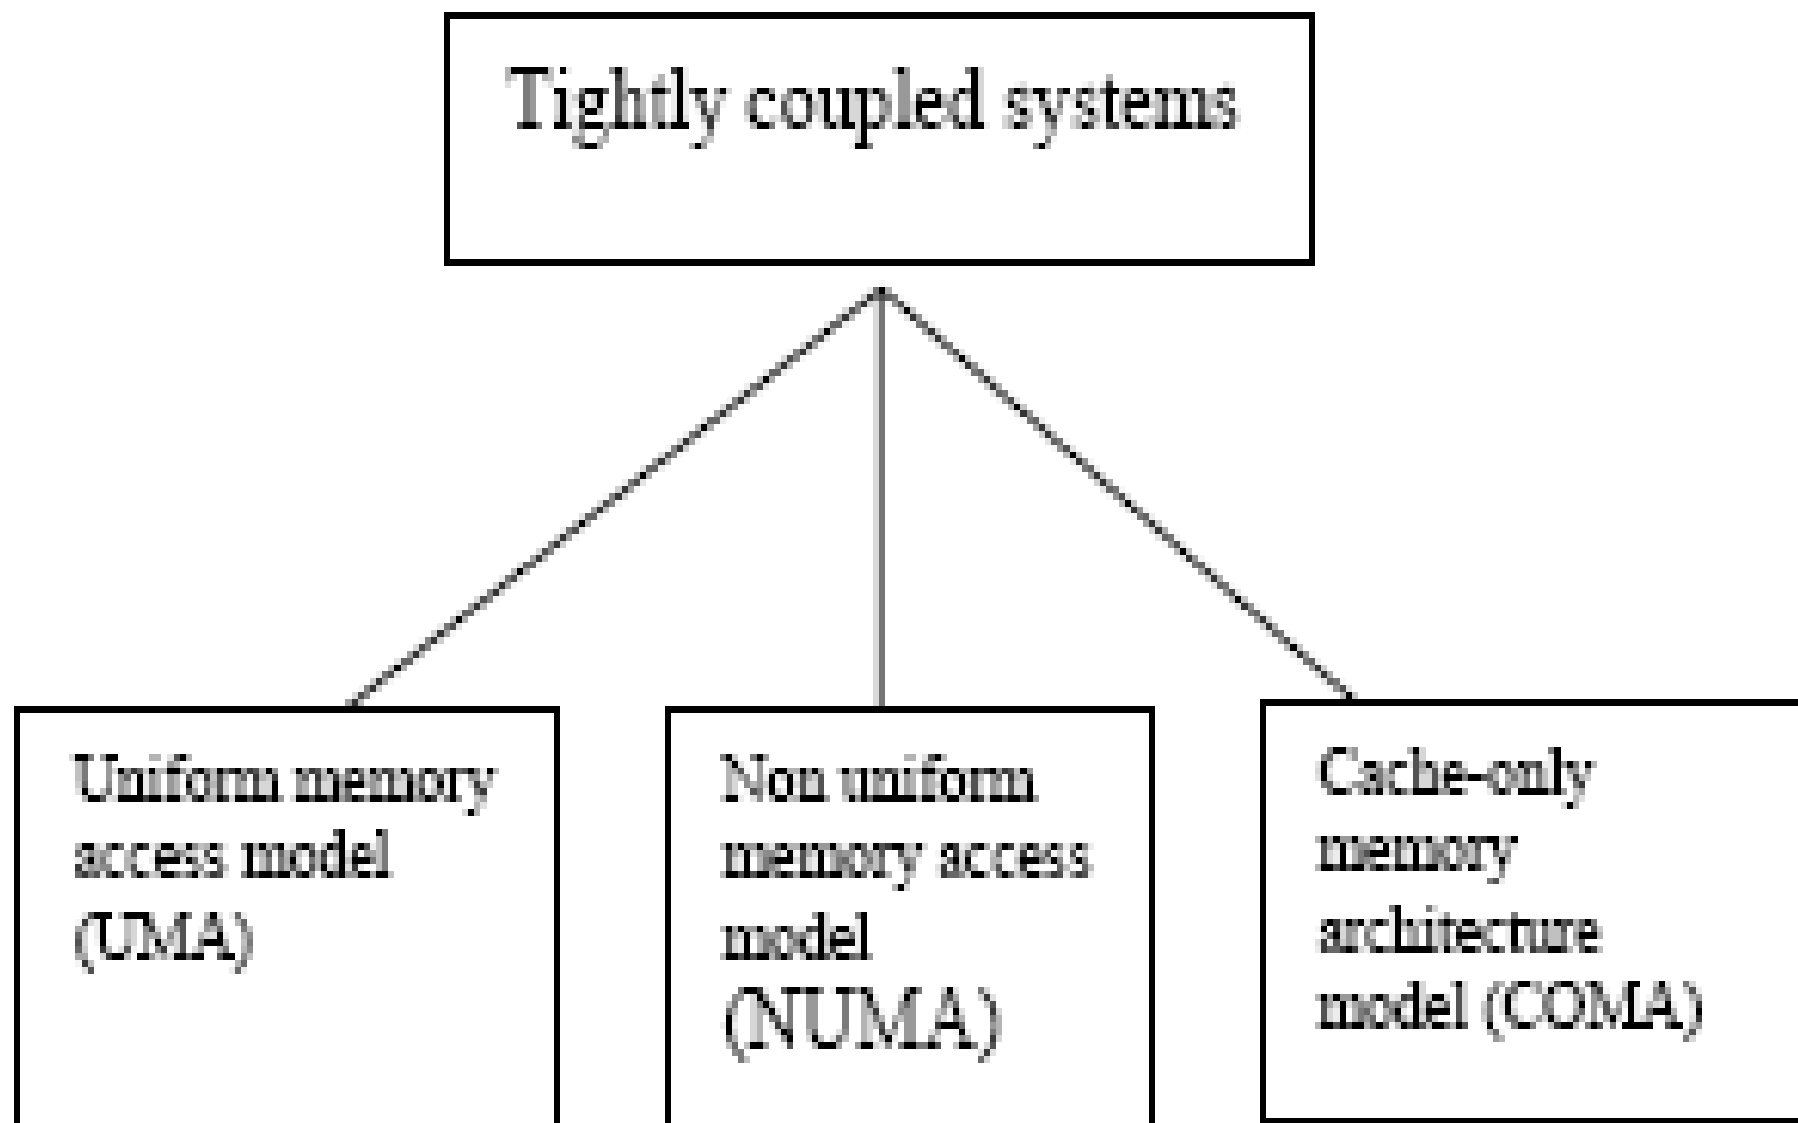 Tightly coupled systems
Uniform memory
access model
(UMA)
Non uniform
memory access
model
(NUMA)
Cache-only
memory
architecture
model (COMA)